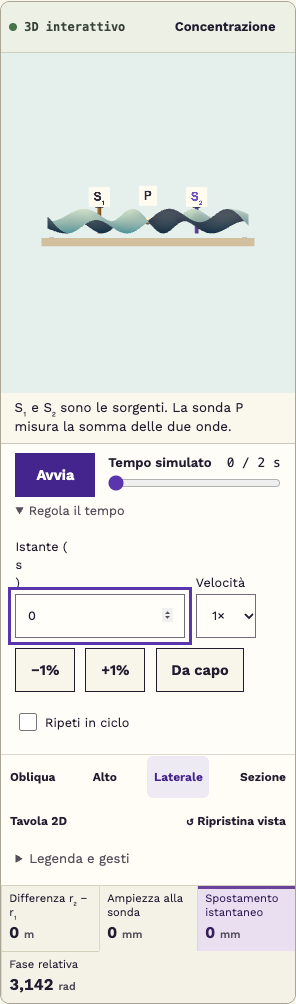 3D interattivo Concentrazione
S₁ P S₂
S₁ e S₂ sono le sorgenti. La sonda P
misura la somma delle due onde.
Avvia
Tempo simulato 0 / 2 s
▼ Regola il tempo
Istante (
s
)
Velocità
0
1×
−1% +1% Da capo
Ripeti in ciclo
Obliqua Alto Laterale Sezione
Tavola 2D ↺ Ripristina vista
▶ Legenda e gesti
Differenza r₂ −
r₁
0 m
Ampiezza alla
sonda
0 mm
Spostamento
istantaneo
0 mm
Fase relativa
3,142 rad